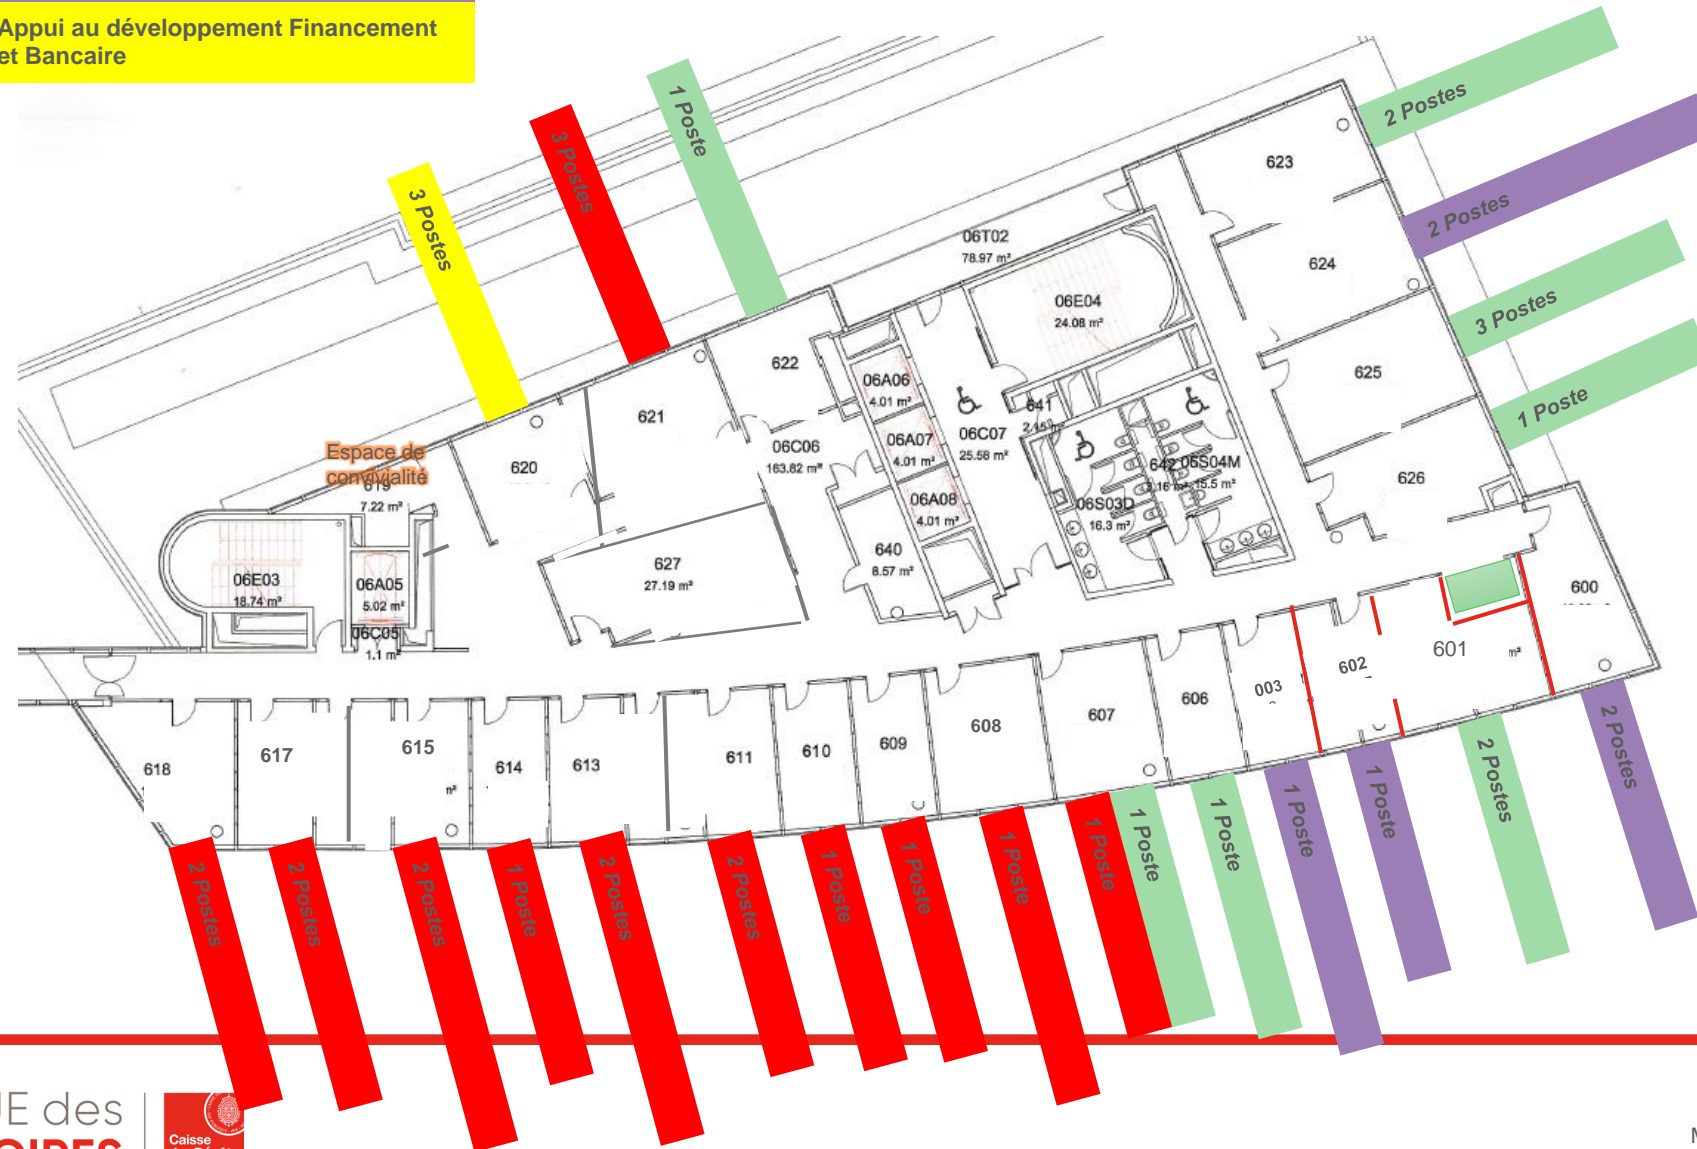 Appui au développement Financement
et Bancaire
2 Postes
2 Postes
3 Postes
1 Poste
1 Poste
3 Postes
3 Postes
623
624
625
626
06T02
78.97 m²
06E04
24.08 m²
622
621
620
06A06
4.01 m²
06A07
4.01 m²
06A08
4.01 m²
641
06C07
25.58 m²
06C06
163.82 m²
642
06S04M
15.5 m²
06S03D
16.3 m²
Espace de
convivialité
619
7.22 m²
06E03
18.74 m²
06A05
5.02 m²
06C05
1.1 m²
627
27.19 m²
640
8.57 m²
600
601
m²
602
003
606
607
608
609
610
611
613
614
615
m²
617
618
2 Postes
2 Postes
2 Postes
1 Poste
2 Postes
2 Postes
1 Poste
1 Poste
1 Poste
1 Poste
1 Poste
1 Poste
1 Poste
1 Poste
2 Postes
2 Postes
des
Caisse
M